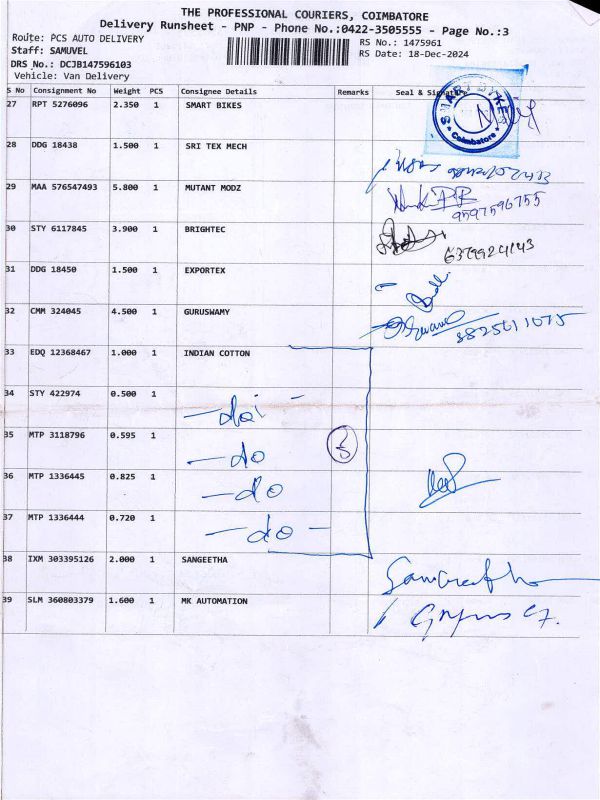 THE PROFESSIONAL COURIERS, COIMBATORE
Delivery Runsheet - PNP - Phone No.:0422-3505555 - Page No.:3
Route: PCS AUTO DELIVERY
RS No.: 1475961
Staff: SAMUVEL
RS Date: 18-Dec-2024
DRS No.: DCJB147596103
Vehicle: Van Delivery
S No Consignment No Weight PCS Consignee Details Remarks Seal & Signature
27 RPT 5276096 2.350 1 SMART BIKES
SMART BIKES
Coimbatore
28 DDG 18438 1.500 1 SRI TEX MECH
29 MAA 576547493 5.800 1 MUTANT MODZ
9597596755
30 STY 6117845 3.900 1 BRIGHTEC
6379924143
31 DDG 18450 1.500 1 EXPORTEX
32 CMM 324045 4.500 1 GURUSWAMY
8825611075
33 EDQ 12368467 1.000 1 INDIAN COTTON
34 STY 422974 0.500 1 -do-
35 MTP 3118796 0.595 1 -do 5
36 MTP 1336445 0.825 1 -do
37 MTP 1336444 0.720 1 -do-
38 IXM 303395126 2.000 1 SANGEETHA
39 SLM 360803379 1.600 1 MK AUTOMATION